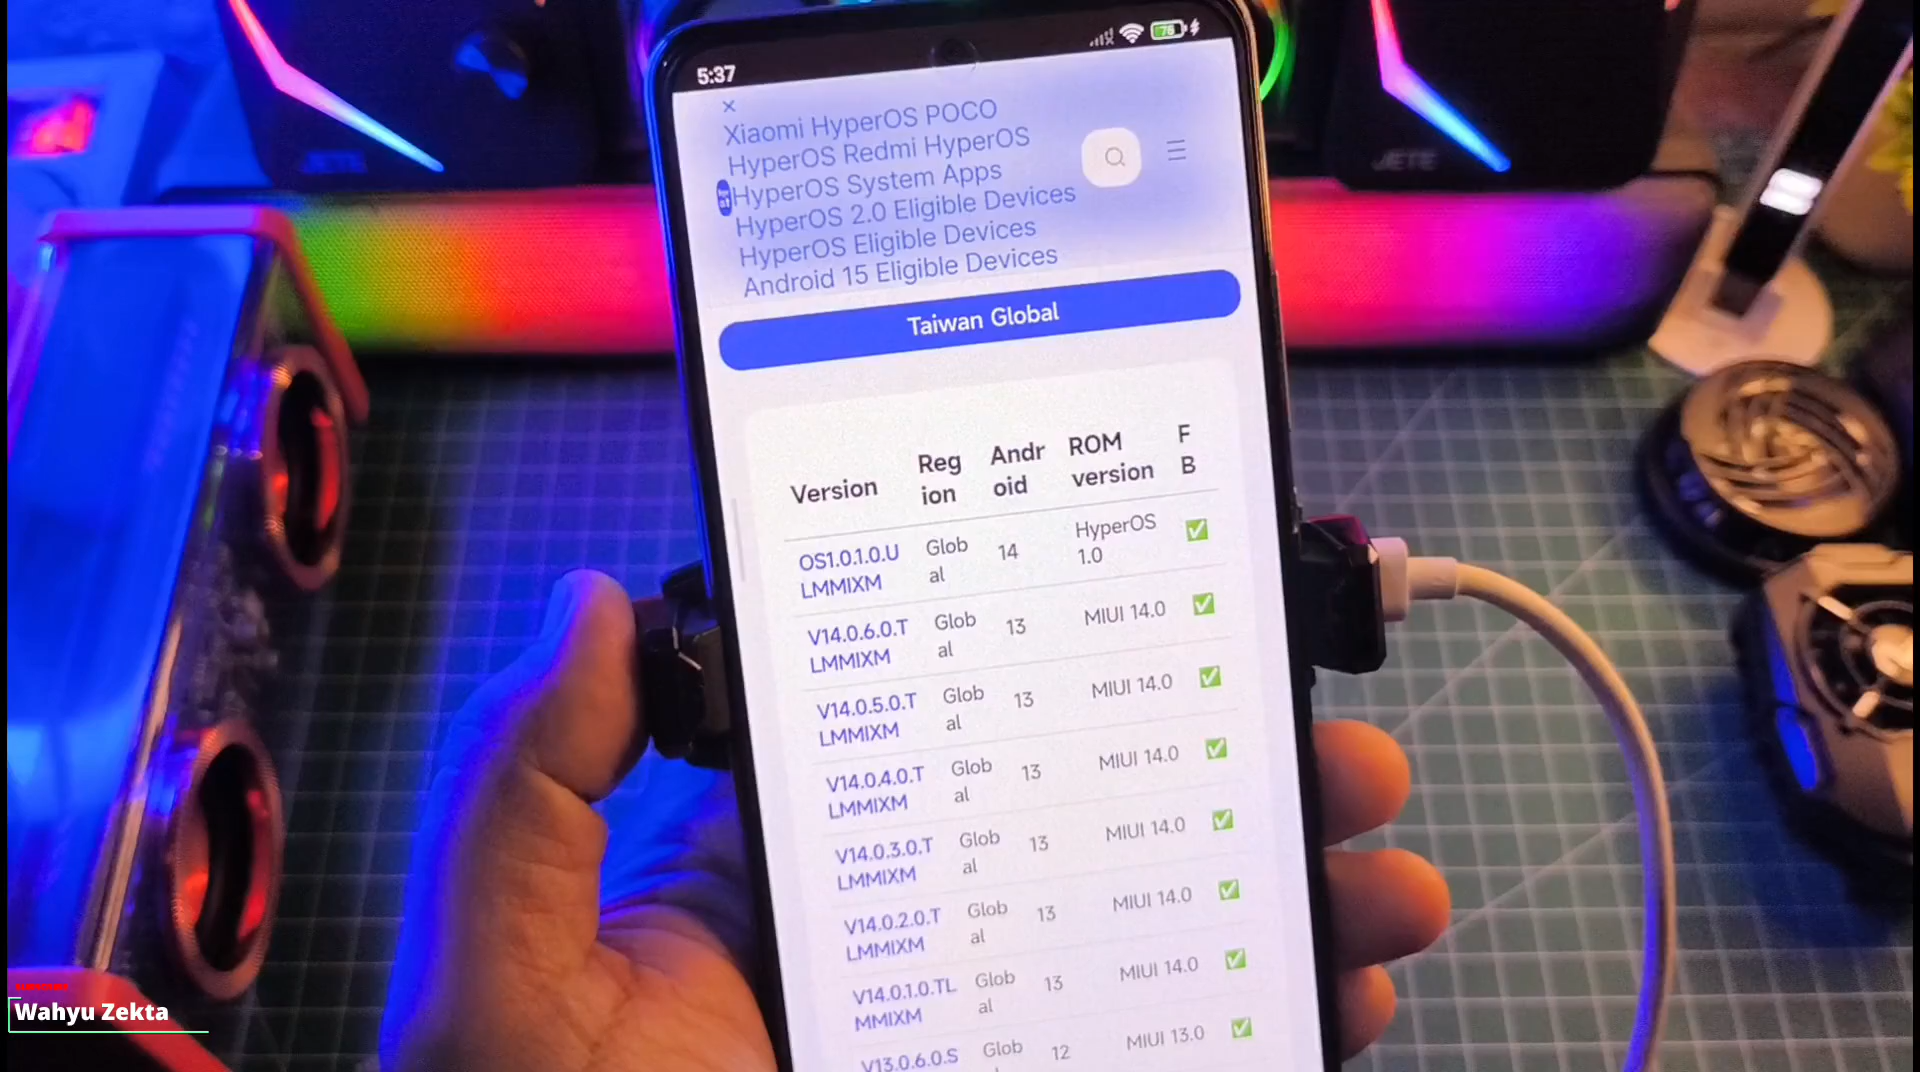 5:37
76
×
Xiaomi HyperOS POCO
HyperOS Redmi HyperOS
HyperOS System Apps
HyperOS 2.0 Eligible Devices
HyperOS Eligible Devices
Android 15 Eligible Devices
Taiwan Global
Version
Reg
ion
Andr
oid
ROM
version
F
B
OS1.0.1.0.U
LMMIXM
Glob
al
14
HyperOS
1.0
✅
V14.0.6.0.T
LMMIXM
Glob
al
13
MIUI 14.0
✅
V14.0.5.0.T
LMMIXM
Glob
al
13
MIUI 14.0
✅
V14.0.4.0.T
LMMIXM
Glob
al
13
MIUI 14.0
✅
V14.0.3.0.T
LMMIXM
Glob
al
13
MIUI 14.0
✅
V14.0.2.0.T
LMMIXM
Glob
al
13
MIUI 14.0
✅
V14.0.1.0.TL
MMIXM
Glob
al
13
MIUI 14.0
✅
V13.0.6.0.S
Glob
12
MIUI 13.0
✅
JETE
JETE
Wahyu Zekta